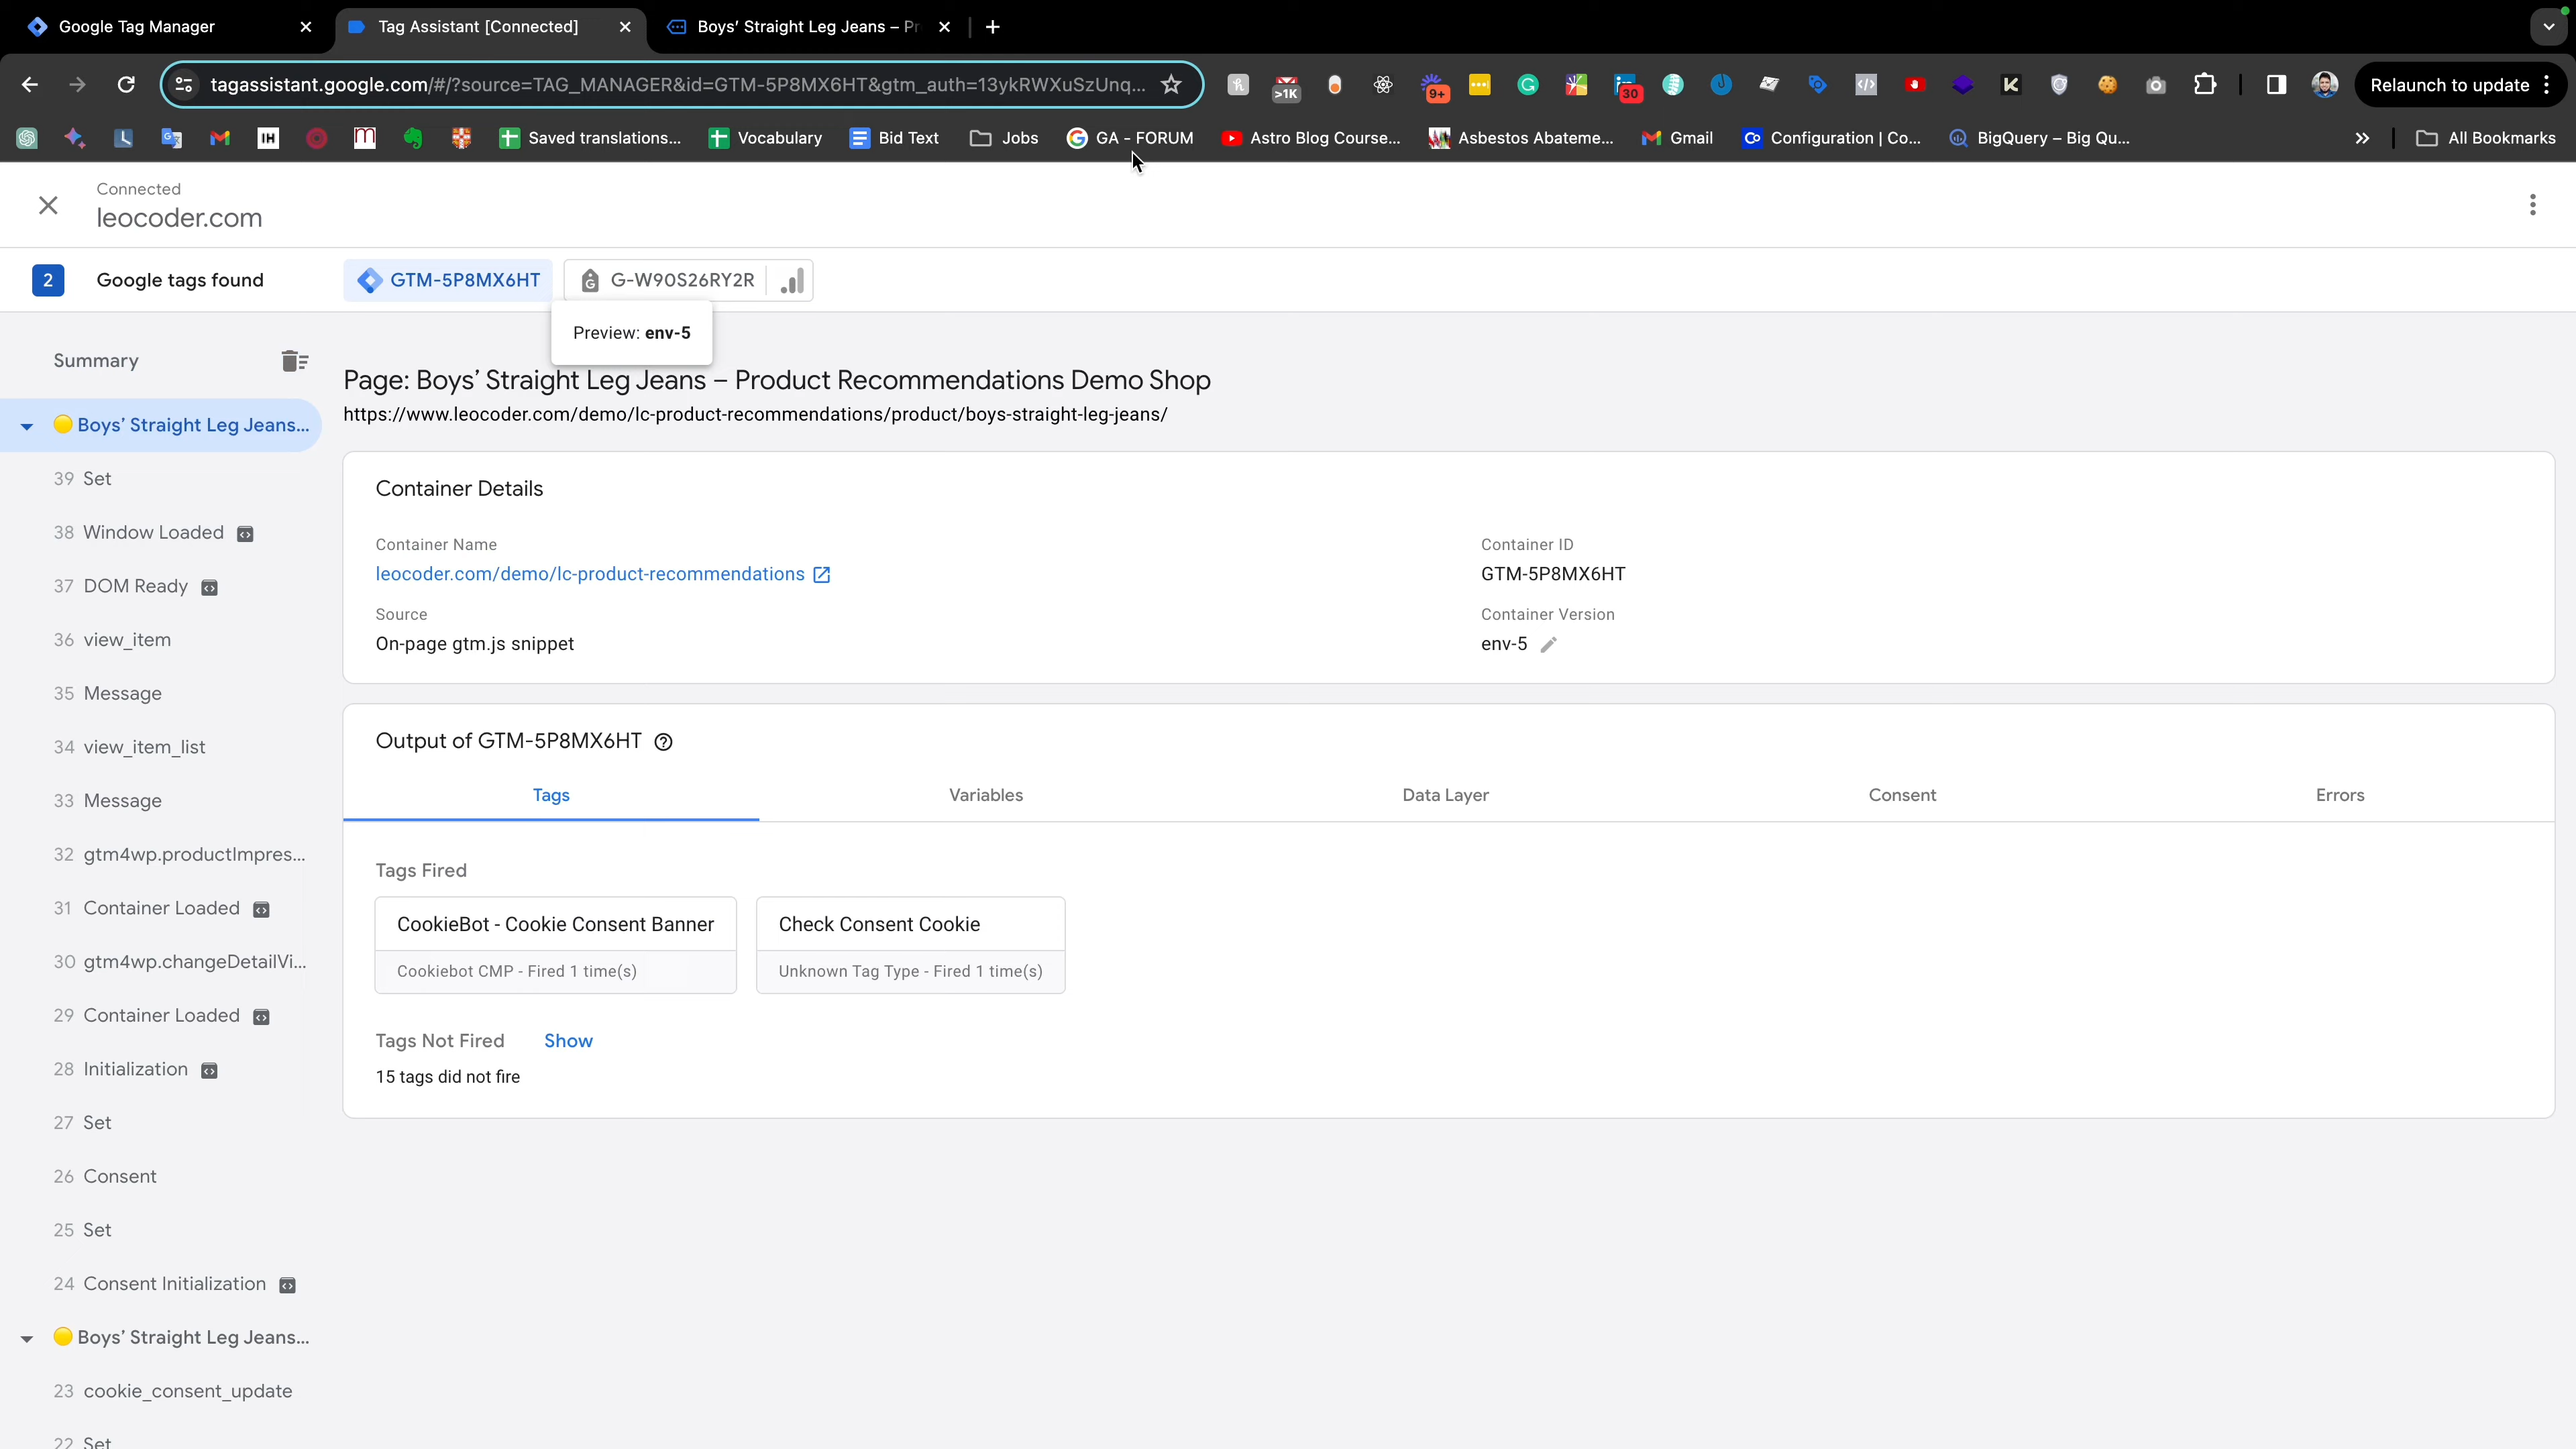 Google Tag Manager
Tag Assistant [Connected]
Boys' Straight Leg Jeans – Pr
tagassistant.google.com/#/?source=TAG_MANAGER&id=GTM-5P8MX6HT&gtm_auth=13ykRWXuSzUnq...
>1K
9+
30
Relaunch to update
IH
Saved translations...
Vocabulary
Bid Text
Jobs
GA - FORUM
Astro Blog Course...
Asbestos Abateme...
Gmail
Configuration | Co...
BigQuery – Big Qu...
All Bookmarks
Connected
leocoder.com
2
Google tags found
GTM-5P8MX6HT
G-W90S26RY2R
Preview: env-5
Summary
Page: Boys' Straight Leg Jeans – Product Recommendations Demo Shop
https://www.leocoder.com/demo/lc-product-recommendations/product/boys-straight-leg-jeans/
Boys' Straight Leg Jeans...
39 Set
38 Window Loaded
37 DOM Ready
36 view_item
35 Message
34 view_item_list
33 Message
32 gtm4wp.productImpres...
31 Container Loaded
30 gtm4wp.changeDetailVi...
29 Container Loaded
28 Initialization
27 Set
26 Consent
25 Set
24 Consent Initialization
Boys' Straight Leg Jeans...
23 cookie_consent_update
22 Set
Container Details
Container Name
leocoder.com/demo/lc-product-recommendations
Container ID
GTM-5P8MX6HT
Source
On-page gtm.js snippet
Container Version
env-5
Output of GTM-5P8MX6HT
Tags
Variables
Data Layer
Consent
Errors
Tags Fired
CookieBot - Cookie Consent Banner
Cookiebot CMP - Fired 1 time(s)
Check Consent Cookie
Unknown Tag Type - Fired 1 time(s)
Tags Not Fired
Show
15 tags did not fire